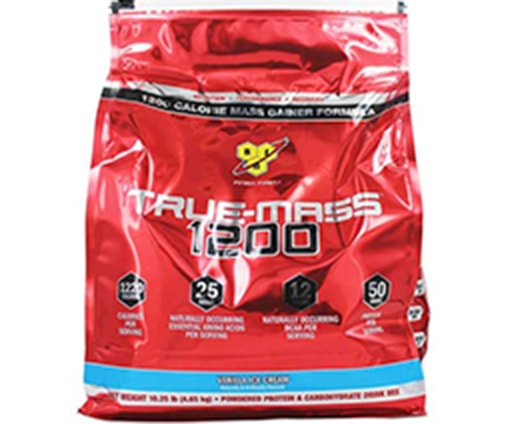 1200 CALORIE MASS GAINER FORMULA
TRUE-MASS
1200
1220 25 12 50
CALORIES PER SERVING
NATURALLY OCCURRING ESSENTIAL AMINO ACIDS PER SERVING
NATURALLY OCCURRING BCAA PER SERVING
PROTEIN PER SERVING
VANILLA ICE CREAM
NET WEIGHT 10.25 lb (4.65 kg) • POWDERED PROTEIN & CARBOHYDRATE DRINK MIX